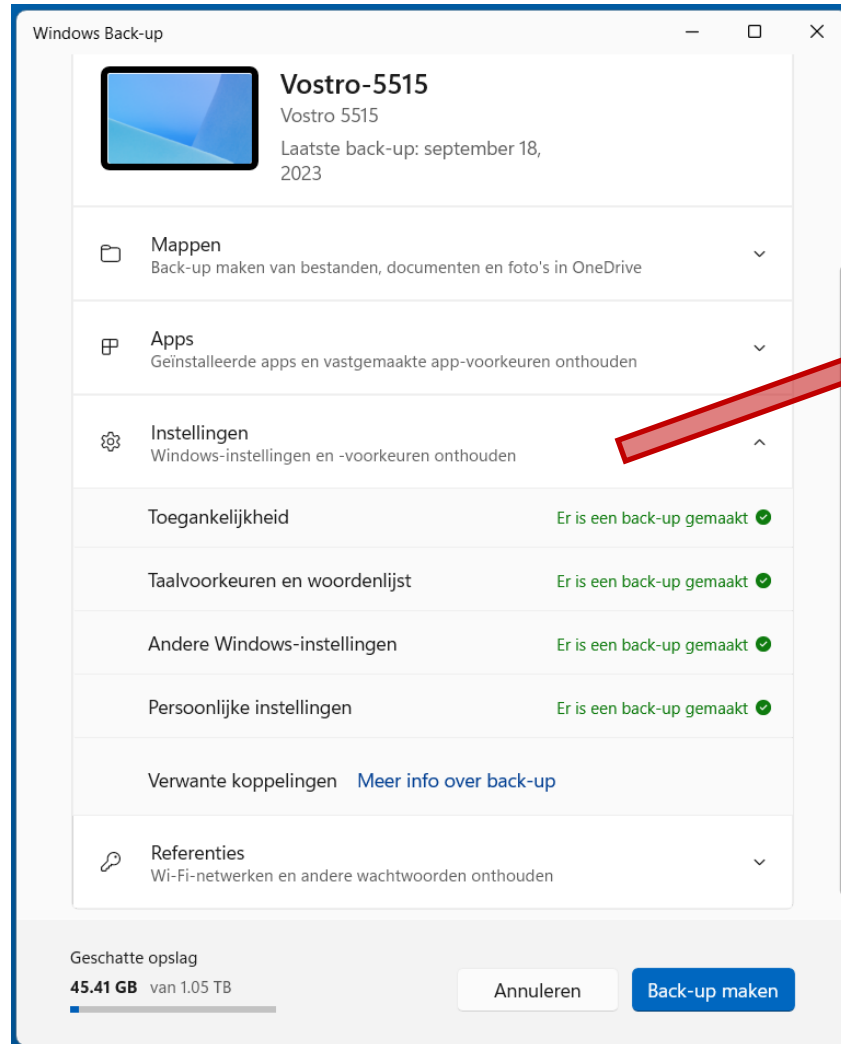 Windows Back-up
Vostro-5515
Vostro 5515
Laatste back-up: september 18,
2023
Mappen
Back-up maken van bestanden, documenten en foto's in OneDrive
Apps
Geïnstalleerde apps en vastgemaakte app-voorkeuren onthouden
Instellingen
Windows-instellingen en -voorkeuren onthouden
Toegankelijkheid Er is een back-up gemaakt
Taalvoorkeuren en woordenlijst Er is een back-up gemaakt
Andere Windows-instellingen Er is een back-up gemaakt
Persoonlijke instellingen Er is een back-up gemaakt
Verwante koppelingen Meer info over back-up
Referenties
Wi-Fi-netwerken en andere wachtwoorden onthouden
Geschatte opslag
45.41 GB van 1.05 TB
Annuleren Back-up maken